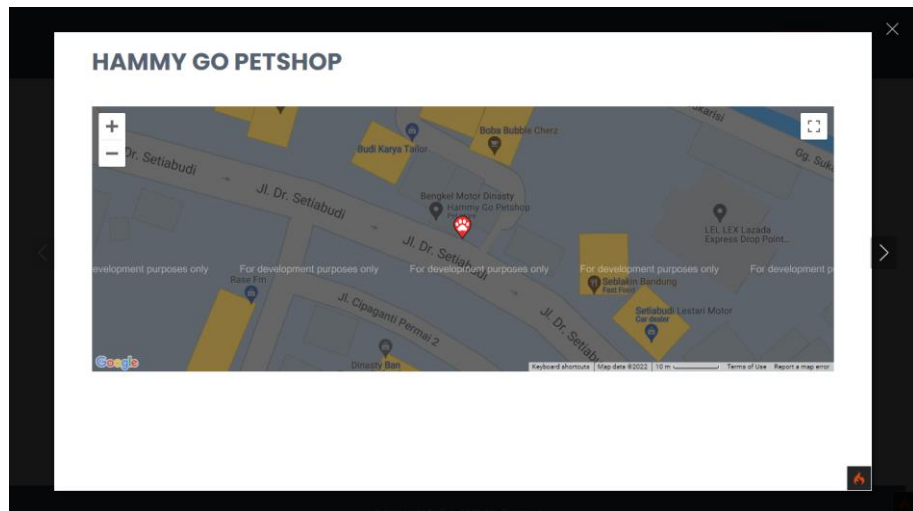 HAMMY GO PETSHOP
Budi Karya Tailor
Boba Bubble Cherz
Dr. Setiabudi
Jl. Dr. Setiabudi
Bengkel Motor Dinasty
Hammy Go Petshop
LEL LEX Lazada
Express Drop Point...
Jl. Dr. Setiabudi
development purposes only
For development purposes only
For development purposes only
For development purposes only
For development p
Rase Fm
Seblakin Bandung
Fast Food
Jl. Cipaganti Permai 2
Jl. Dr. Setiab
Setiabudi Lestari Motor
Car dealer
Dinasty Ban
Google
Keyboard shortcuts
Map data ©2022
10 m
Terms of Use
Report a map error